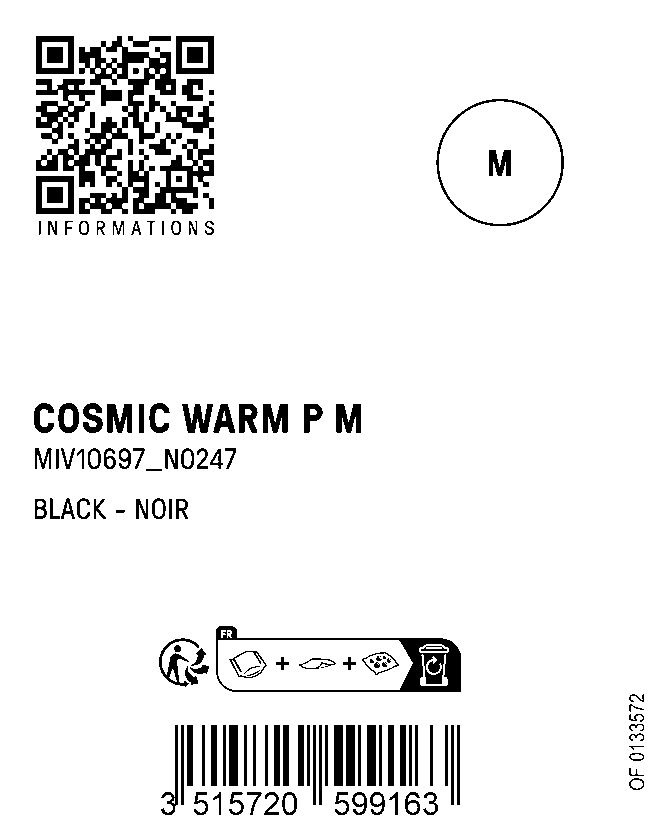 INFORMATIONS
M
COSMIC WARM P M
MIV10697_N0247
BLACK - NOIR
FR
3 515720 599163
OF 0133572